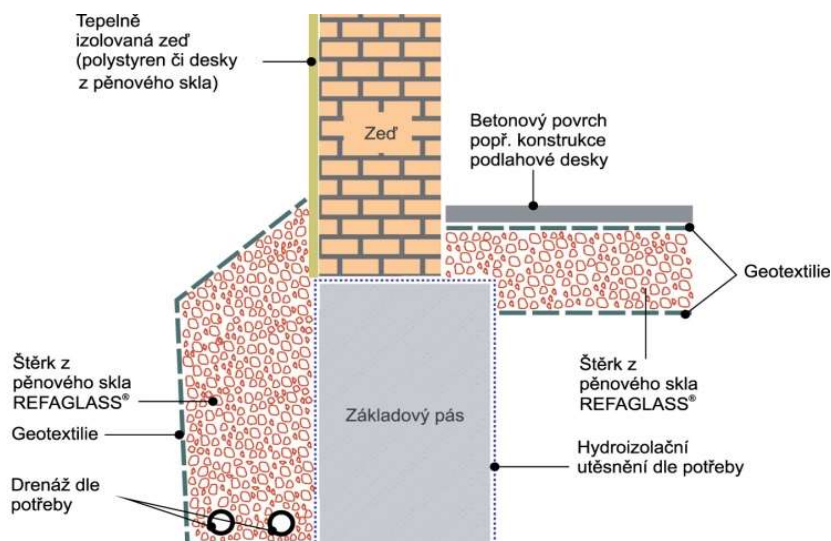 Tepelně
izolovaná zeď
(polystyren či desky
z pěnového skla)
Zeď
Betonový povrch
popř. konstrukce
podlahové desky
Geotextilie
Štěrk z
pěnového skla
REFAGLASS®
Geotextilie
Štěrk z
pěnového skla
REFAGLASS®
Základový pás
Hydroizolační
utěsnění dle potřeby
Drenáž dle
potřeby